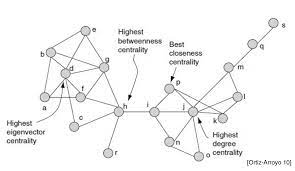 s
q
e
Highest
betweenness
centrality
b
g
Best
closeness
centrality
m
d
p
l
a
f
h
i
j
k
c
Highest
eigenvector
centrality
Highest
degree
centrality
r
n
o
[Ortiz-Arroyo 10]